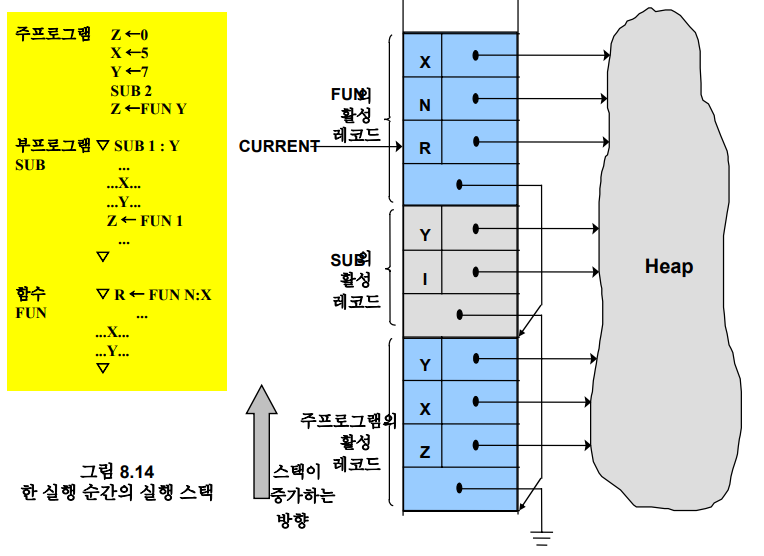 주프로그램 Z ←0
X ←5
Y ←7
SUB 2
Z ←FUN Y
부프로그램 ▽ SUB 1 : Y
SUB ...
...X...
...Y...
Z ← FUN 1
...
▽
함수 ▽ R ← FUN N:X
FUN ...
...X...
...Y...
▽
그림 8.14
한 실행 순간의 실행 스택
스택이
증가하는
방향
CURRENT
FUN의
활성
레코드
SUB의
활성
레코드
주프로그램의
활성
레코드
X
N
R
Y
I
Y
X
Z
Heap